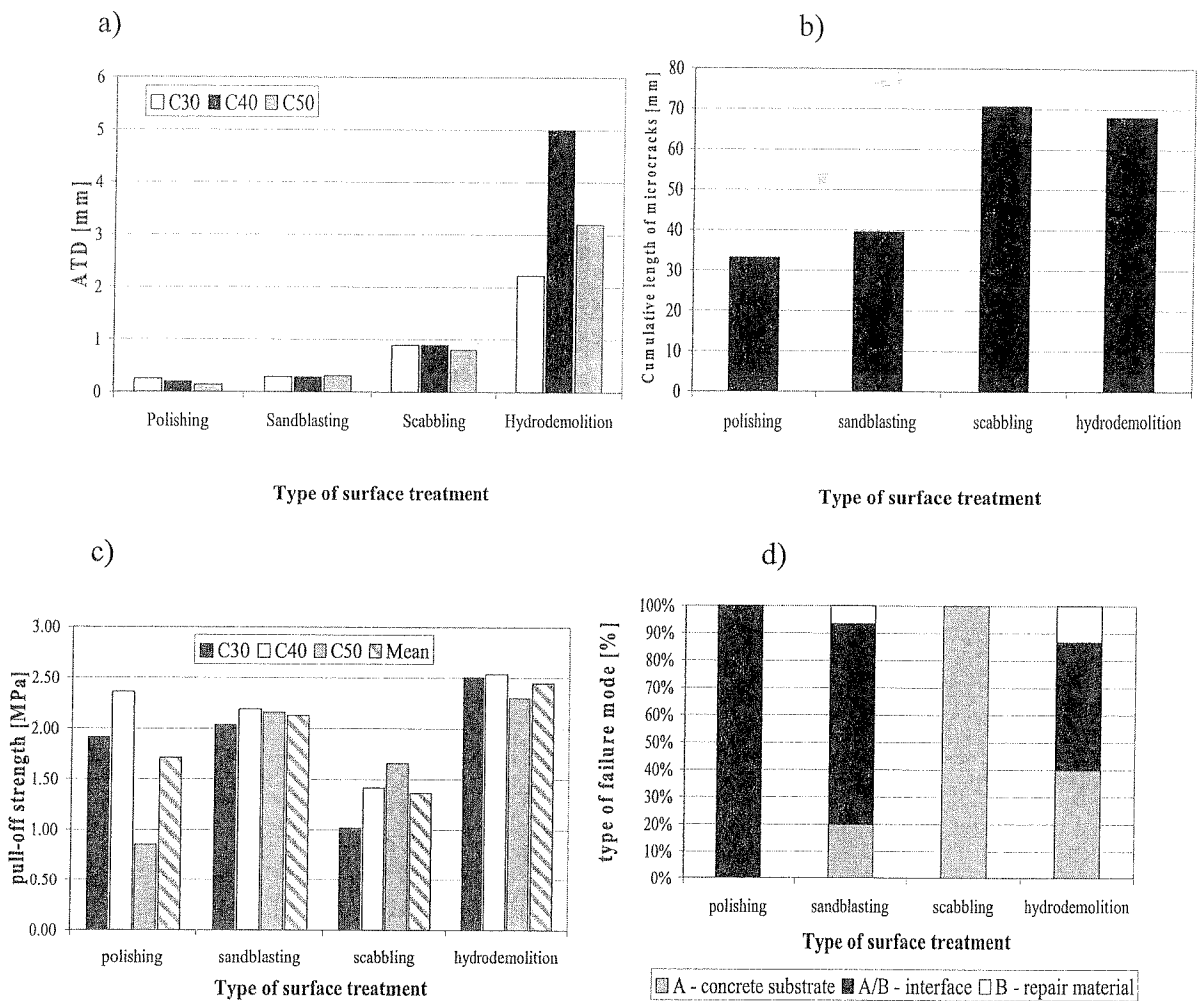 a)
6
5
4
3
2
1
0
ATD [mm]
C30 C40 C50
Polishing Sandblasting Scabbling Hydrodemolition
Type of surface treatment
b)
80
70
60
50
40
30
20
10
0
Cumulative length of microcracks [mm]
polishing sandblasting scabbling hydrodemolition
Type of surface treatment
c)
3.00
2.50
2.00
1.50
1.00
0.50
0.00
pull-off strength [MPa]
C30 C40 C50 Mean
polishing sandblasting scabbling hydrodemolition
Type of surface treatment
d)
100%
90%
80%
70%
60%
50%
40%
30%
20%
10%
0%
type of failure mode [%]
polishing sandblasting scabbling hydrodemolition
Type of surface treatment
A - concrete substrate A/B - interface B - repair material